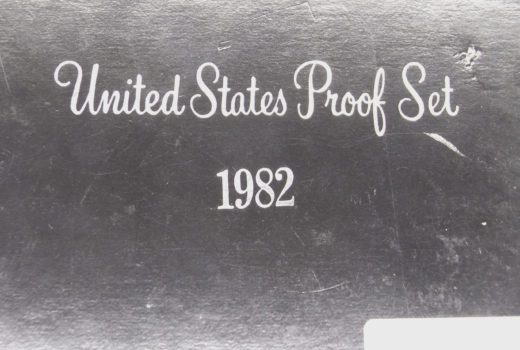 United States Proof Set
1982